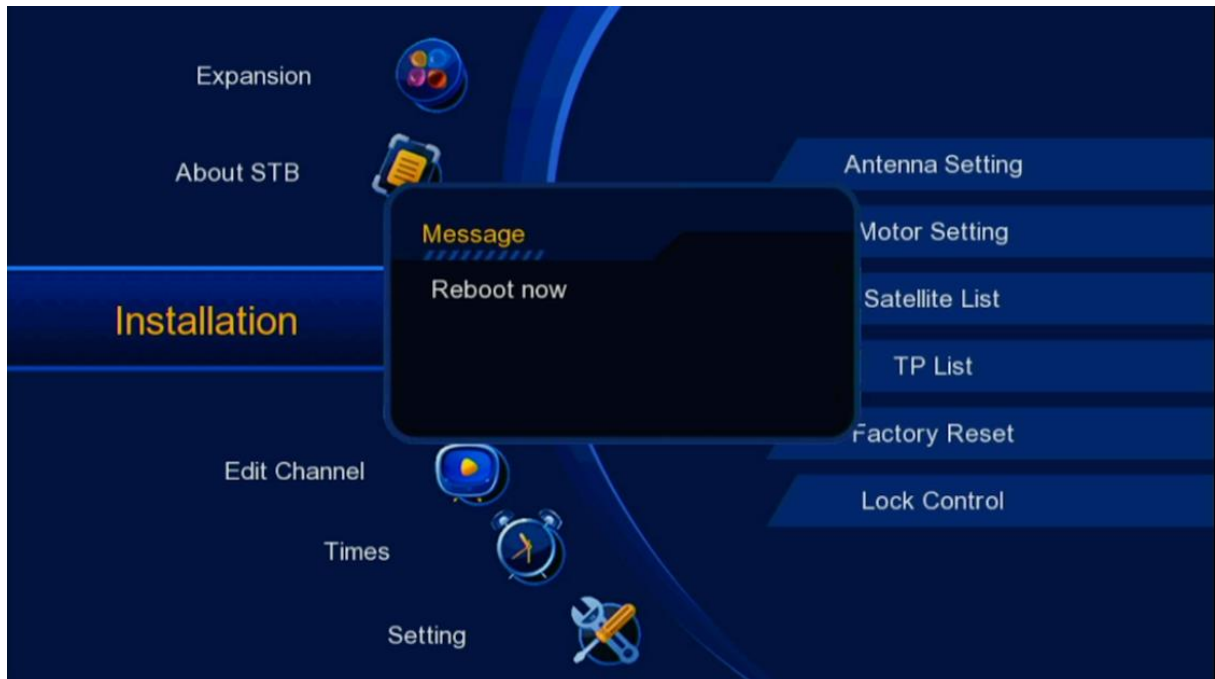 Expansion
About STB
Installation
Edit Channel
Times
Setting
Message
Reboot now
Antenna Setting
Motor Setting
Satellite List
TP List
Factory Reset
Lock Control